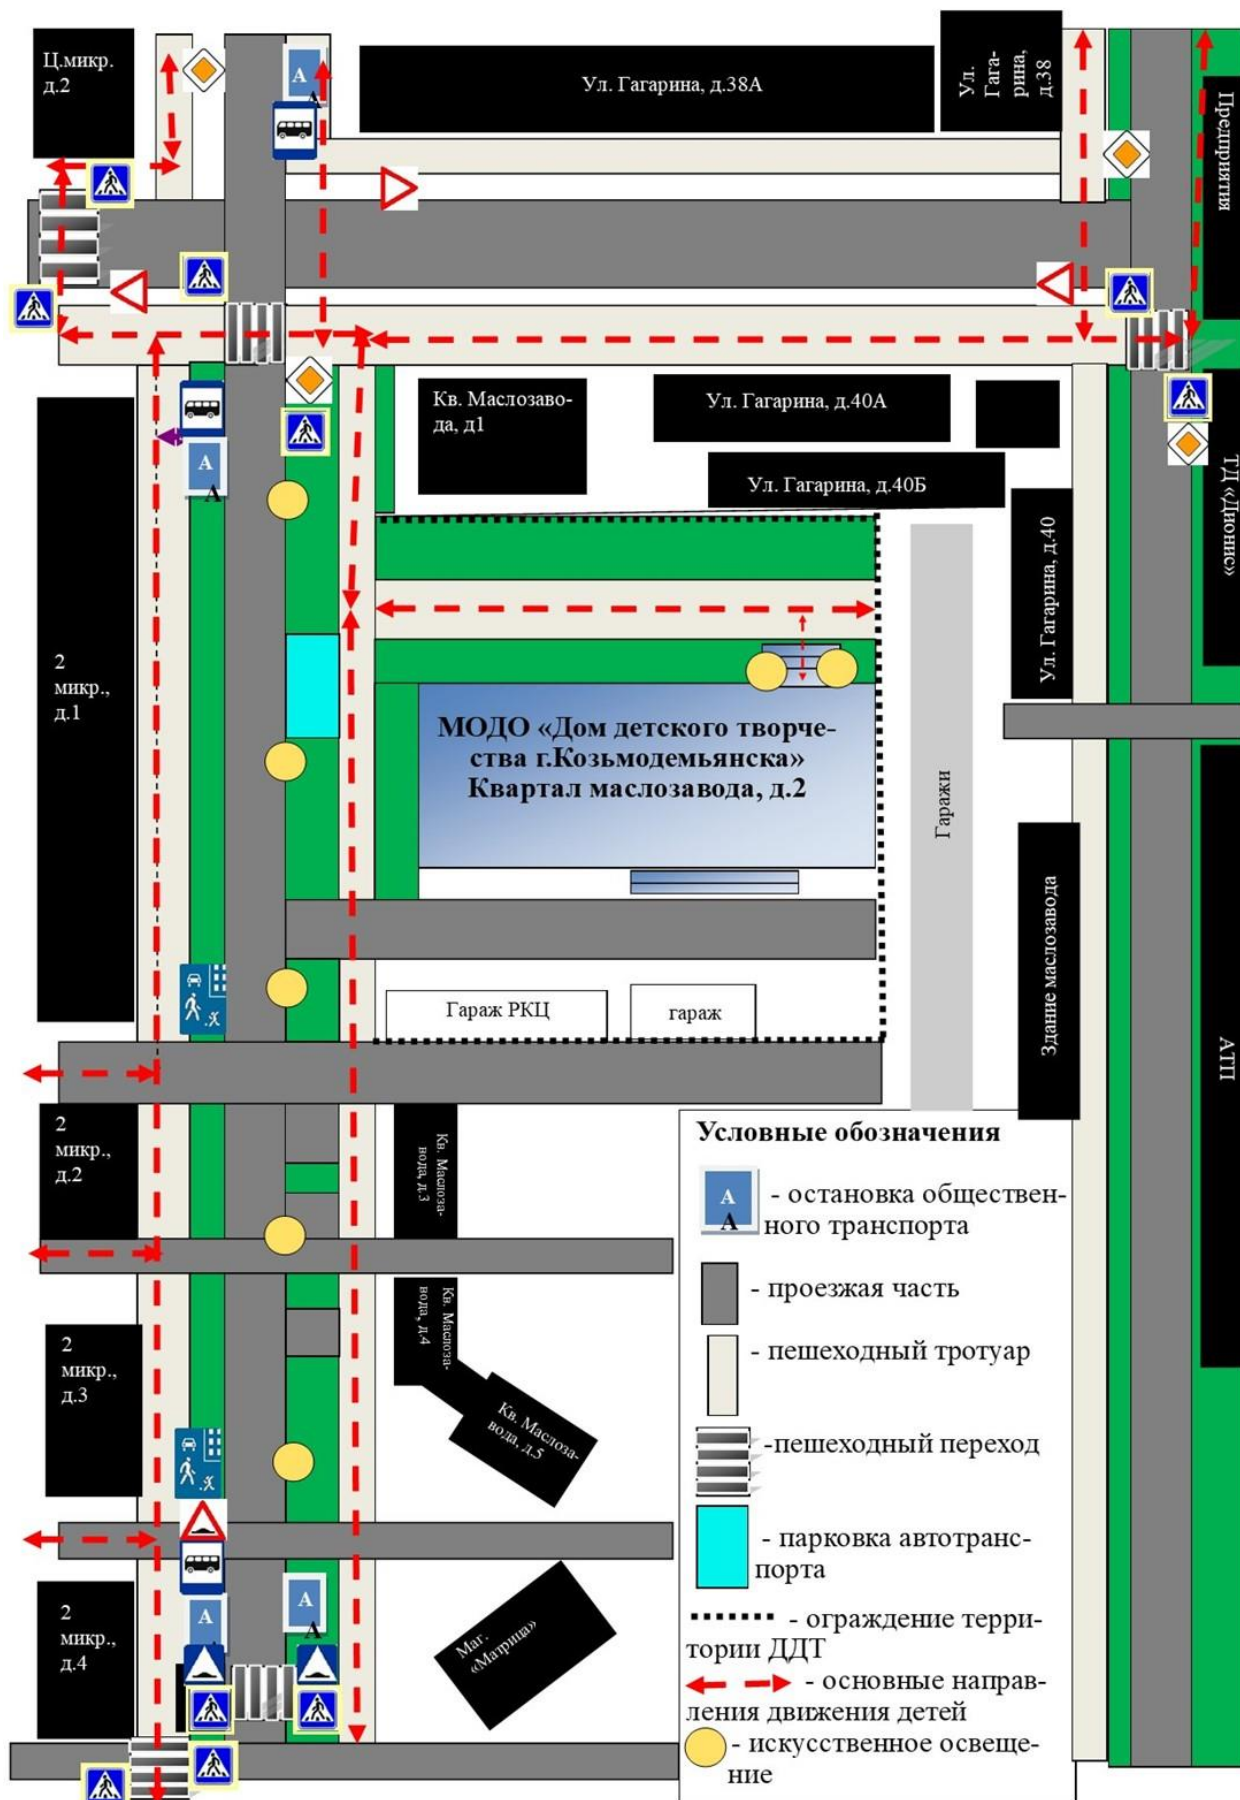 Ц.микр.
д.2
А
А
Ул. Гагарина, д.38А
Ул.
Гага-
рина,
д.38
Предприятия
А
А
Кв. Маслозаво-
да, д1
Ул. Гагарина, д.40А
Ул. Гагарина, д.40Б
Ул. Гагарина, д.40
ТД «Дионис»
2
микр.,
д.1
МОДО «Дом детского творче-
ства г.Козьмодемьянска»
Квартал маслозавода, д.2
Гаражи
Здание маслозавода
Гараж РКЦ
гараж
АТП
2
микр.,
д.2
Кв. Маслоза-
вода, д.3
2
микр.,
д.3
Кв. Маслоза-
вода, д.4
Кв. Маслоза-
вода, д.5
2
микр.,
д.4
А
А
А
А
Маг.
«Матрица»
Условные обозначения
А
А
- остановка обществен-
ного транспорта
- проезжая часть
- пешеходный тротуар
-пешеходный переход
- парковка автотранс-
порта
- ограждение терри-
тории ДДТ
- основные направ-
ления движения детей
- искусственное освеще-
ние